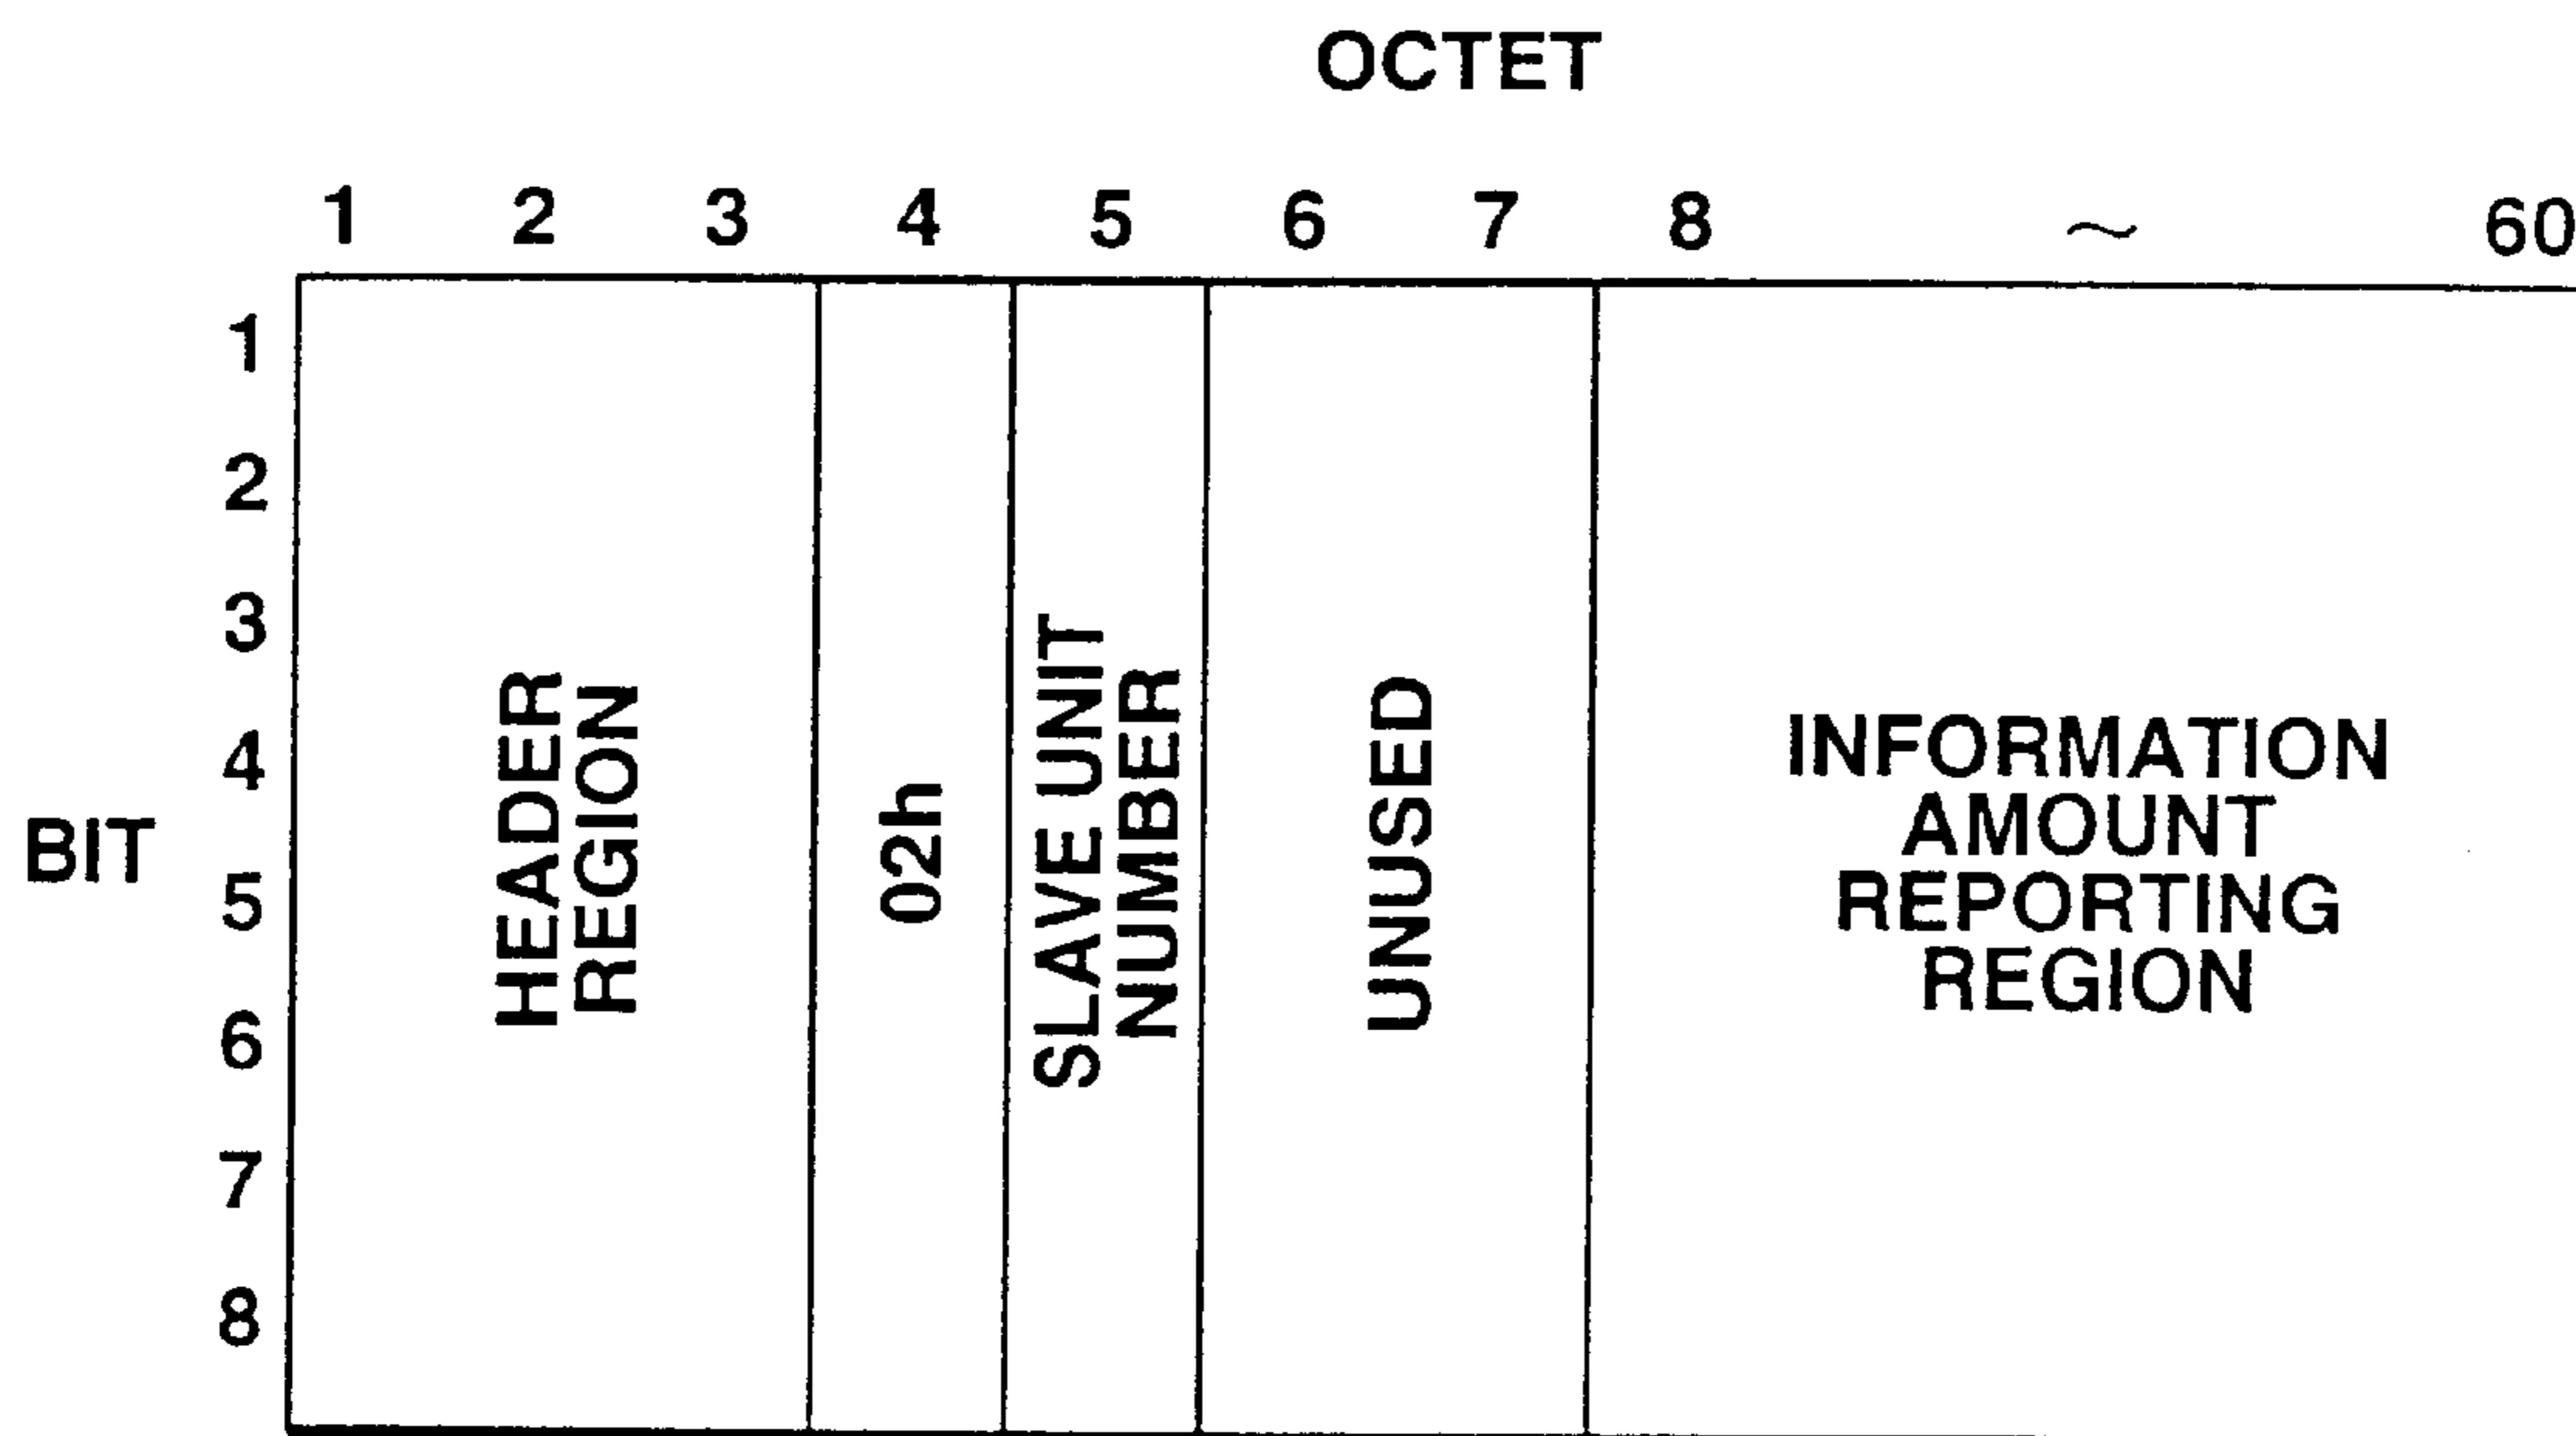 OCTET
1 2 3 4 5 6 7 8 ~ 60
BIT
1
2
3
4
5
6
7
8
HEADER
REGION
02h
SLAVE UNIT
NUMBER
UNUSED
INFORMATION
AMOUNT
REPORTING
REGION